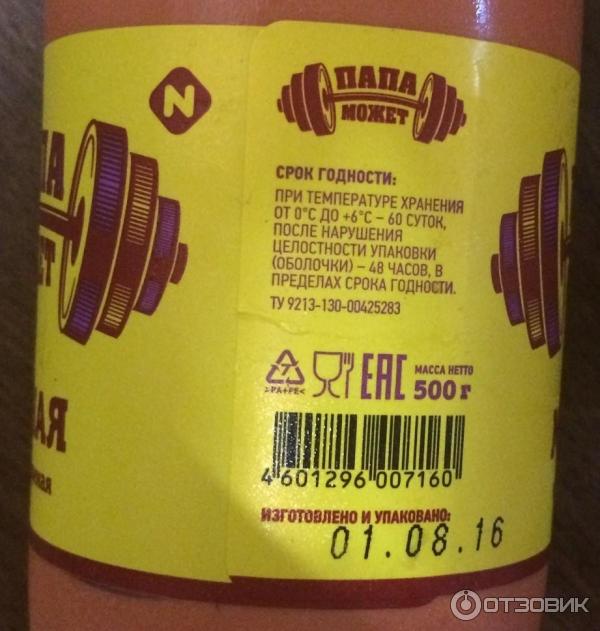 N
ПАПА
МОЖЕТ
СРОК ГОДНОСТИ:
ПРИ ТЕМПЕРАТУРЕ ХРАНЕНИЯ
ОТ 0°С ДО +6°С – 60 СУТОК,
ПОСЛЕ НАРУШЕНИЯ
ЦЕЛОСТНОСТИ УПАКОВКИ
(ОБОЛОЧКИ) – 48 ЧАСОВ, В
ПРЕДЕЛАХ СРОКА ГОДНОСТИ.
ТУ 9213-130-00425283
7
>PA+PE<
EAC
МАССА НЕТТО
500 г
4 601296 007160
ИЗГОТОВЛЕНО И УПАКОВАНО:
01.08.16
ОТЗОВИК